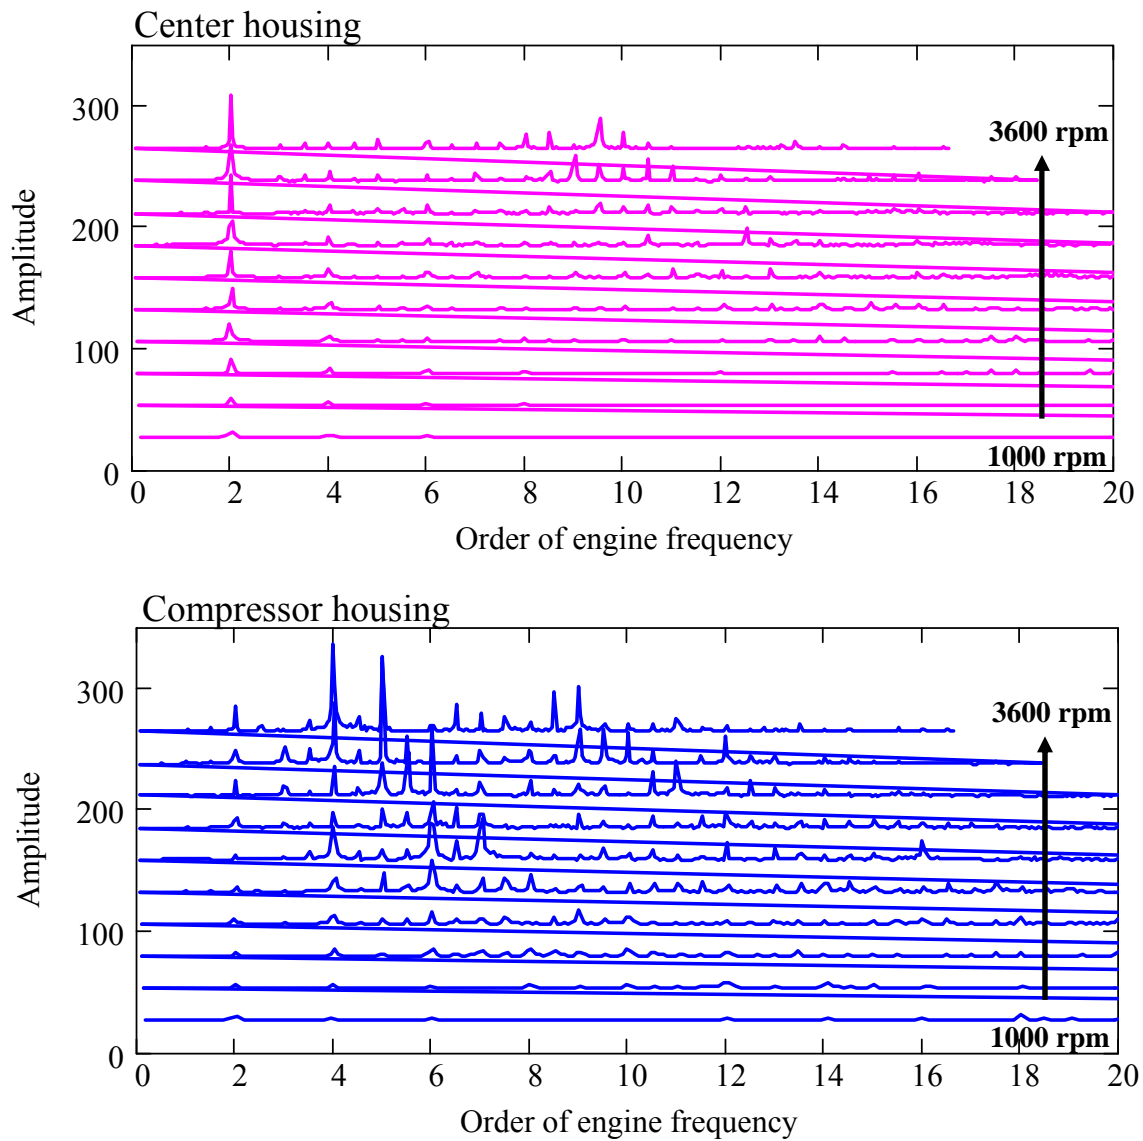 Center housing
300
3600 rpm
200
Amplitude
100
1000 rpm
0
0 2 4 6 8 10 12 14 16 18 20
Order of engine frequency
Compressor housing
300
3600 rpm
200
Amplitude
100
1000 rpm
0
0 2 4 6 8 10 12 14 16 18 20
Order of engine frequency